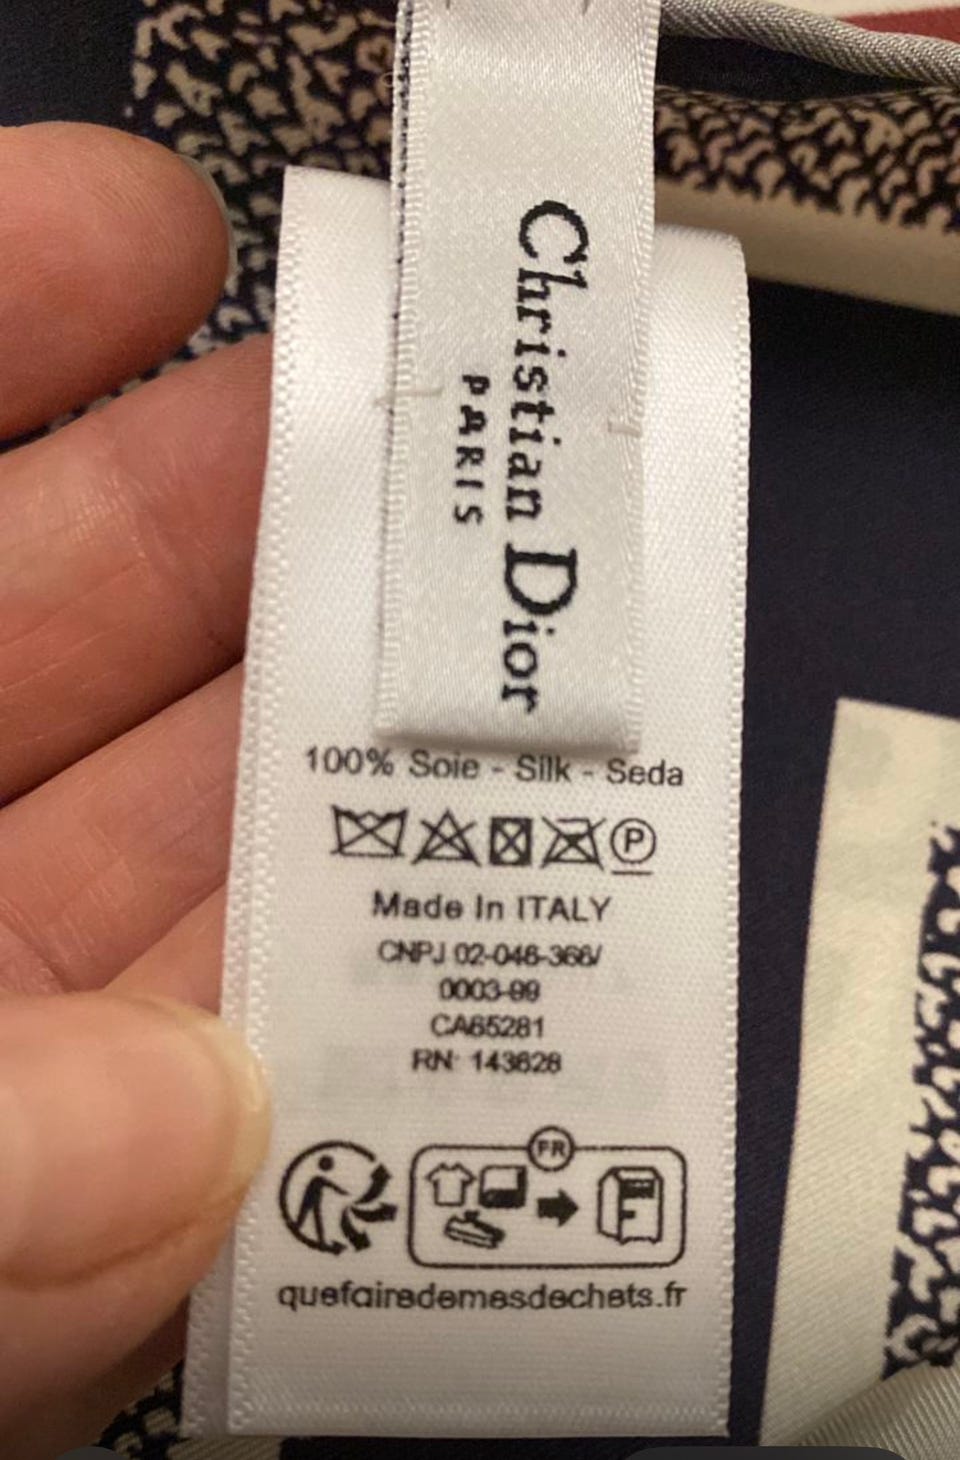 Christian Dior
PARIS
100% Soie - Silk - Seda
P
Made In ITALY
CNPJ 02-046-366/
0003-99
CA65281
RN: 143628
FR
quefairedemesdechets.fr